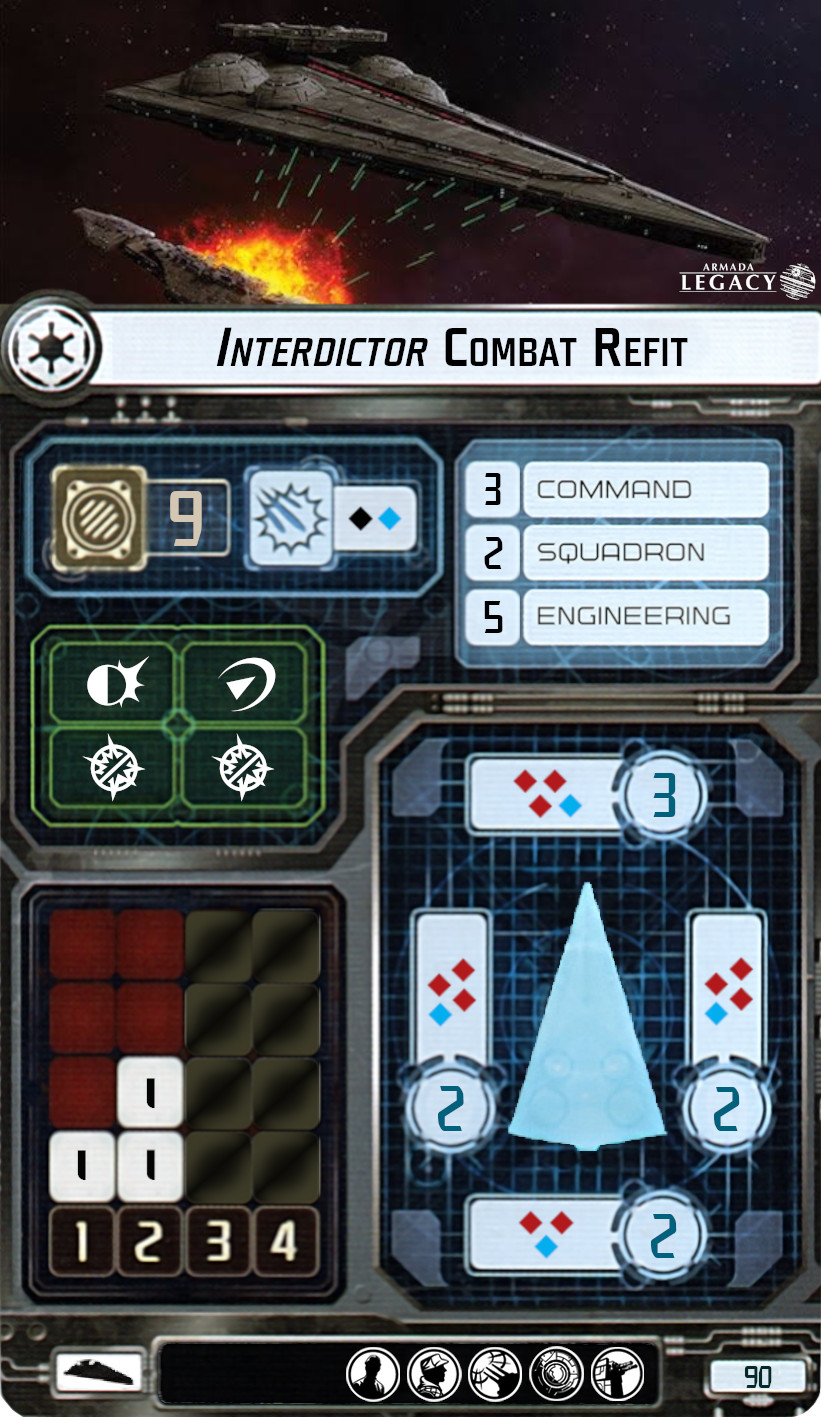 ARMADA
LEGACY
INTERDICTOR COMBAT REFIT
9
3 COMMAND
2 SQUADRON
5 ENGINEERING
3
2 2
2
1
1 1
1 2 3 4
90